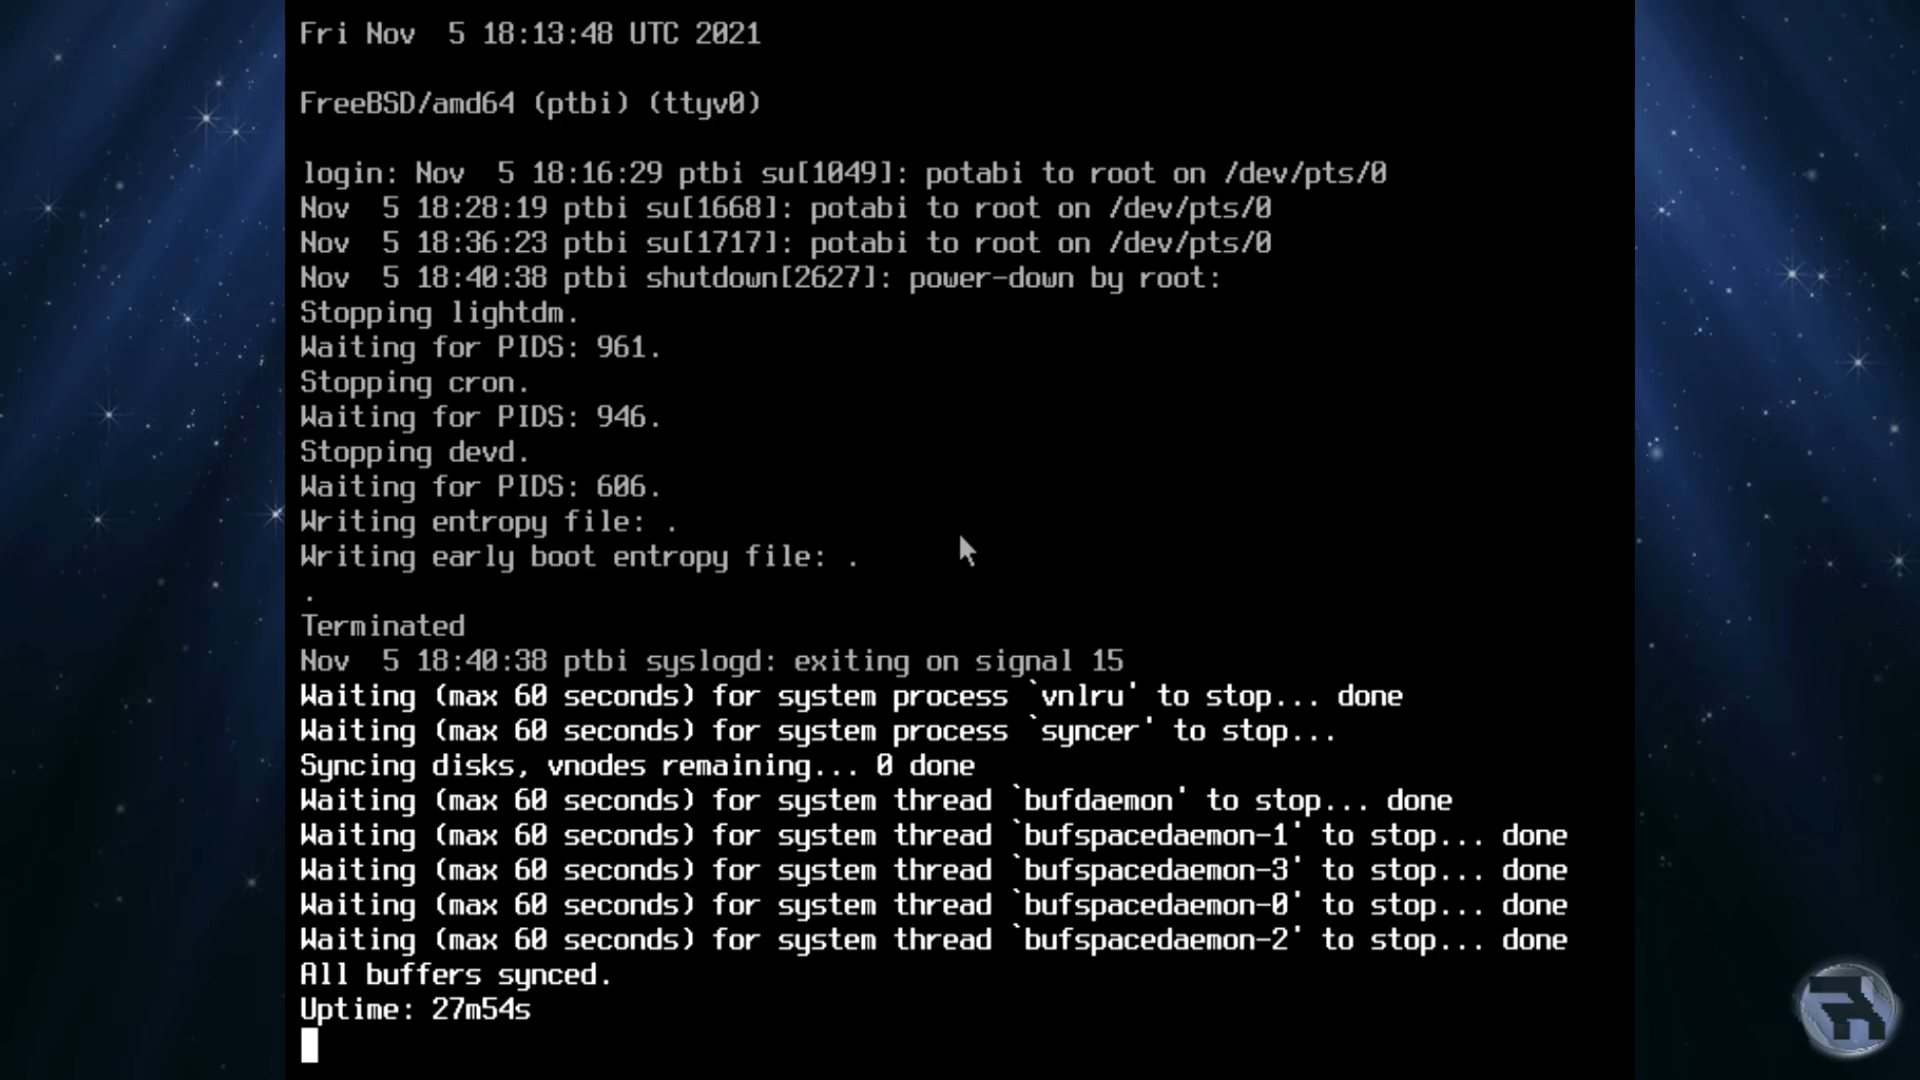 Fri Nov  5 18:13:48 UTC 2021
FreeBSD/amd64 (ptbi) (ttyv0)
login: Nov  5 18:16:29 ptbi su[1049]: potabi to root on /dev/pts/0
Nov  5 18:28:19 ptbi su[1668]: potabi to root on /dev/pts/0
Nov  5 18:36:23 ptbi su[1717]: potabi to root on /dev/pts/0
Nov  5 18:40:38 ptbi shutdown[2627]: power-down by root:
Stopping lightdm.
Waiting for PIDS: 961.
Stopping cron.
Waiting for PIDS: 946.
Stopping devd.
Waiting for PIDS: 606.
Writing entropy file: .
Writing early boot entropy file: .
.
Terminated
Nov  5 18:40:38 ptbi syslogd: exiting on signal 15
Waiting (max 60 seconds) for system process `vnlru' to stop... done
Waiting (max 60 seconds) for system process `syncer' to stop...
Syncing disks, vnodes remaining... 0 done
Waiting (max 60 seconds) for system thread `bufdaemon' to stop... done
Waiting (max 60 seconds) for system thread `bufspacedaemon-1' to stop... done
Waiting (max 60 seconds) for system thread `bufspacedaemon-3' to stop... done
Waiting (max 60 seconds) for system thread `bufspacedaemon-0' to stop... done
Waiting (max 60 seconds) for system thread `bufspacedaemon-2' to stop... done
All buffers synced.
Uptime: 27m54s